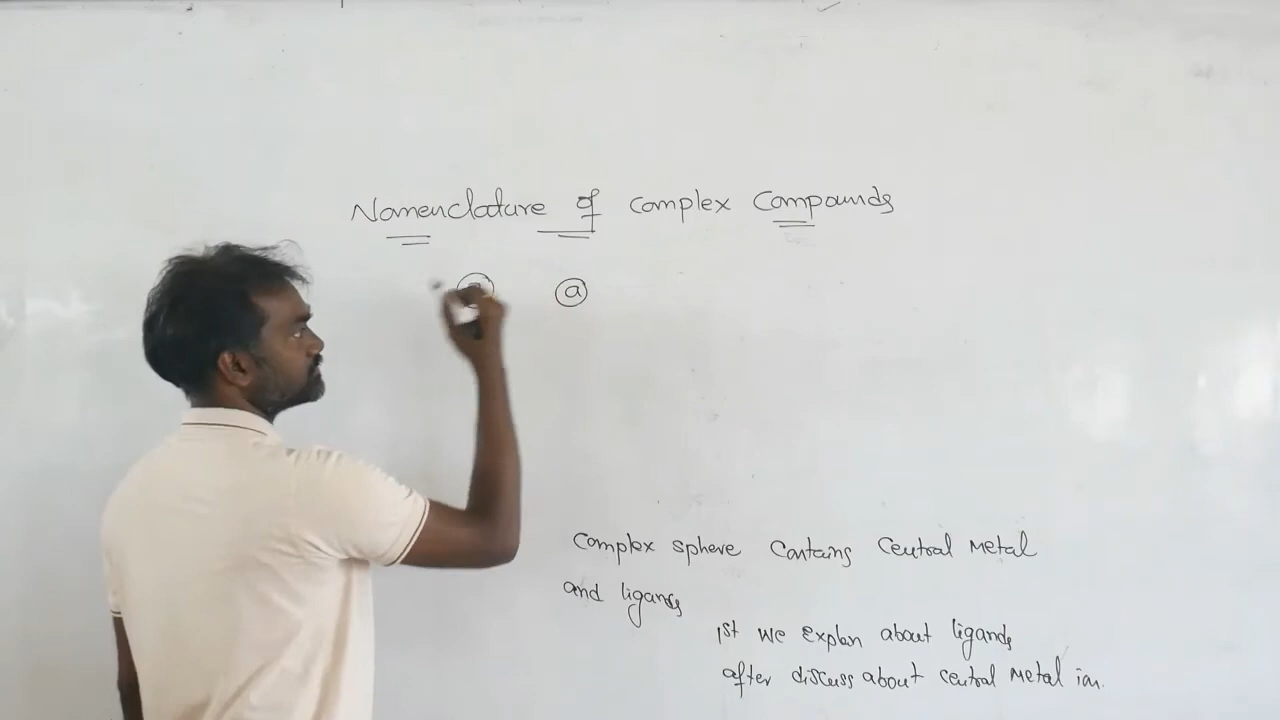 Nomenclature of complex Compounds
a
complex sphere contains central metal
and ligands
1st we explan about ligands
after discuss about central metal ion.